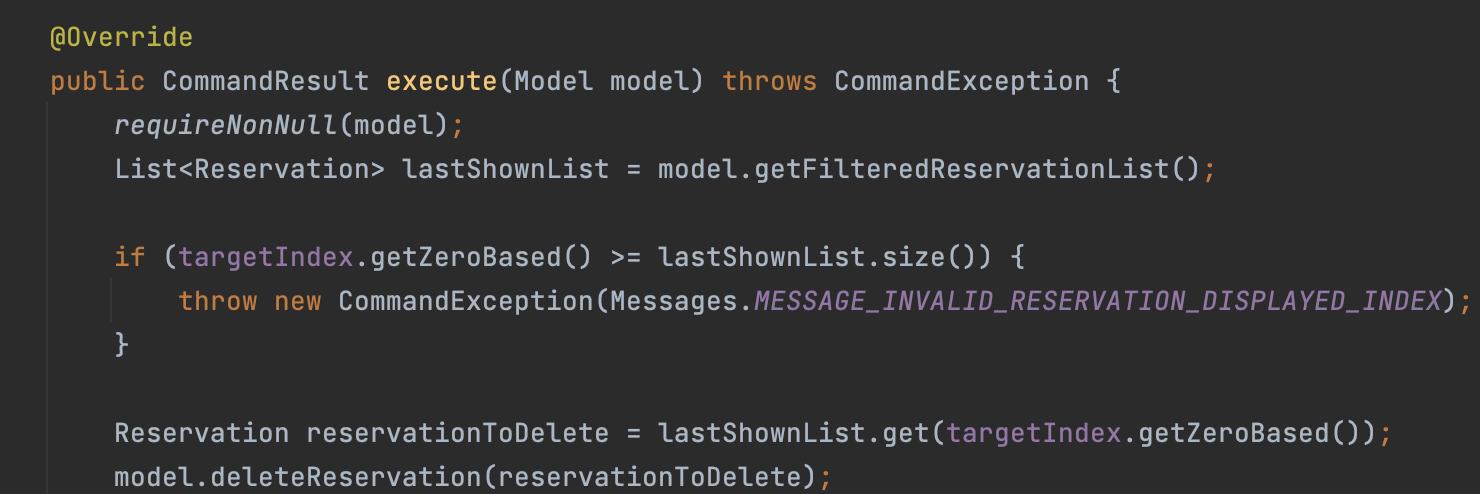 @Override
public CommandResult execute(Model model) throws CommandException {
    requireNonNull(model);
    List<Reservation> lastShownList = model.getFilteredReservationList();

    if (targetIndex.getZeroBased() >= lastShownList.size()) {
        throw new CommandException(Messages.MESSAGE_INVALID_RESERVATION_DISPLAYED_INDEX);
    }

    Reservation reservationToDelete = lastShownList.get(targetIndex.getZeroBased());
    model.deleteReservation(reservationToDelete);